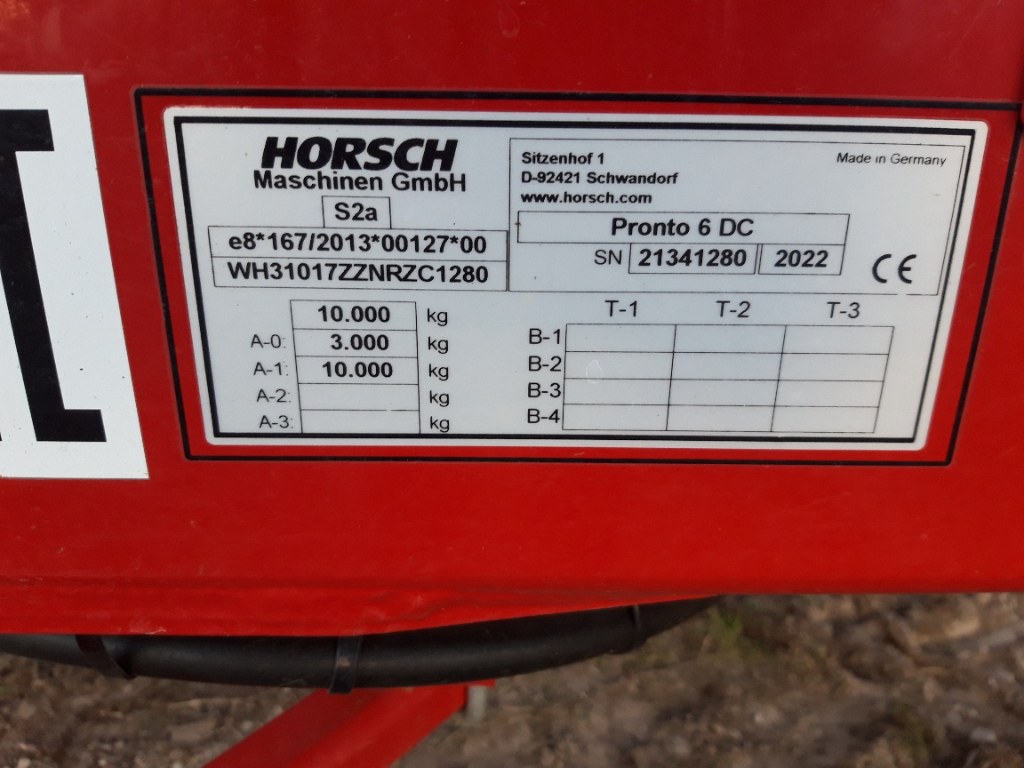 HORSCH
Maschinen GmbH
S2a
e8*167/2013*00127*00
WH31017ZZNRZC1280
Sitzenhof 1
D-92421 Schwandorf
www.horsch.com
Made in Germany
Pronto 6 DC
SN 21341280 2022
CE
10.000 kg
A-0: 3.000 kg
A-1: 10.000 kg
A-2: kg
A-3: kg
T-1 T-2 T-3
B-1
B-2
B-3
B-4